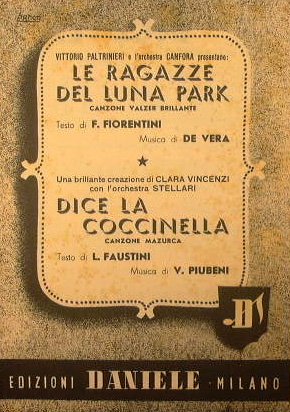 VITTORIO PALTRINIERI e l'orchestra CANFORA presentano:
LE RAGAZZE
DEL LUNA PARK
CANZONE VALZER BRILLANTE
Testo di F. FIORENTINI
Musica di DE VERA
Una brillante creazione di CLARA VINCENZI
con l'orchestra STELLARI
DICE LA
COCCINELLA
CANZONE MAZURCA
Testo di L. FAUSTINI
Musica di V. PIUBENI
D
EDIZIONI DANIELE - MILANO